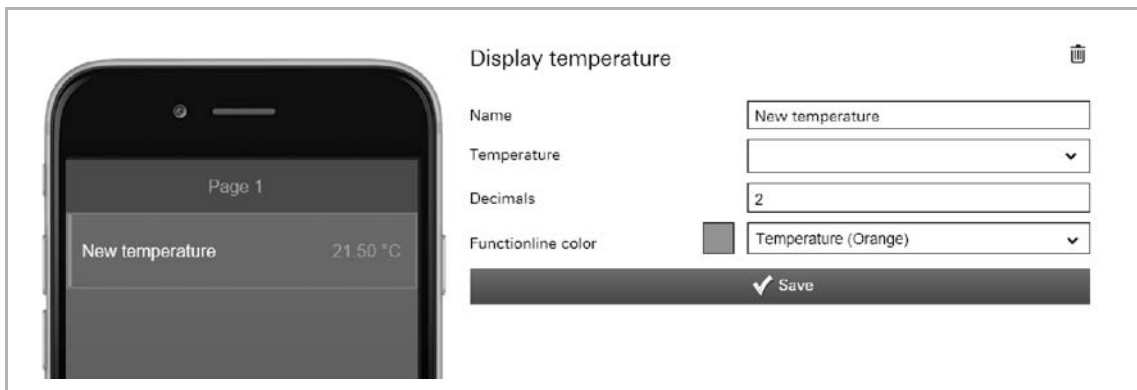 Page 1
New temperature 21.50 °C
Display temperature
Name New temperature
Temperature
Decimals 2
Functionline color Temperature (Orange)
Save